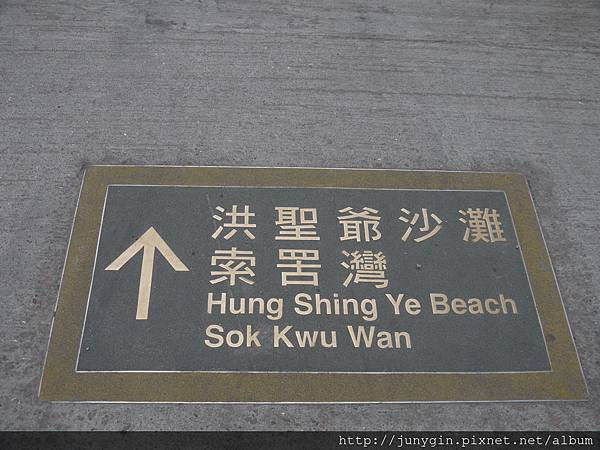 洪聖爺沙灘
索罟灣
Hung Shing Ye Beach
Sok Kwu Wan
http://junygin.pixnet.net/album